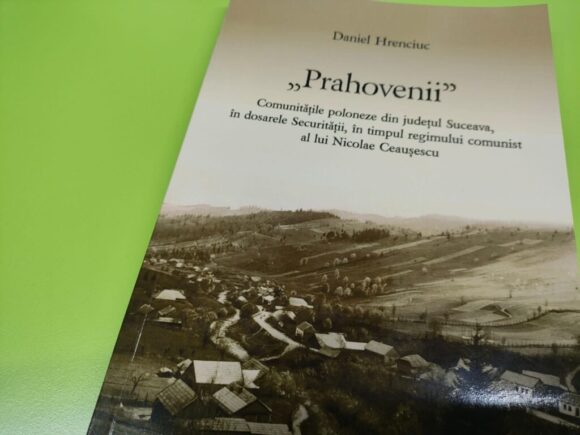 Daniel Hrenciuc
„Prahovenii”
Comunitățile poloneze din județul Suceava,
în dosarele Securității, în timpul regimului comunist
al lui Nicolae Ceaușescu